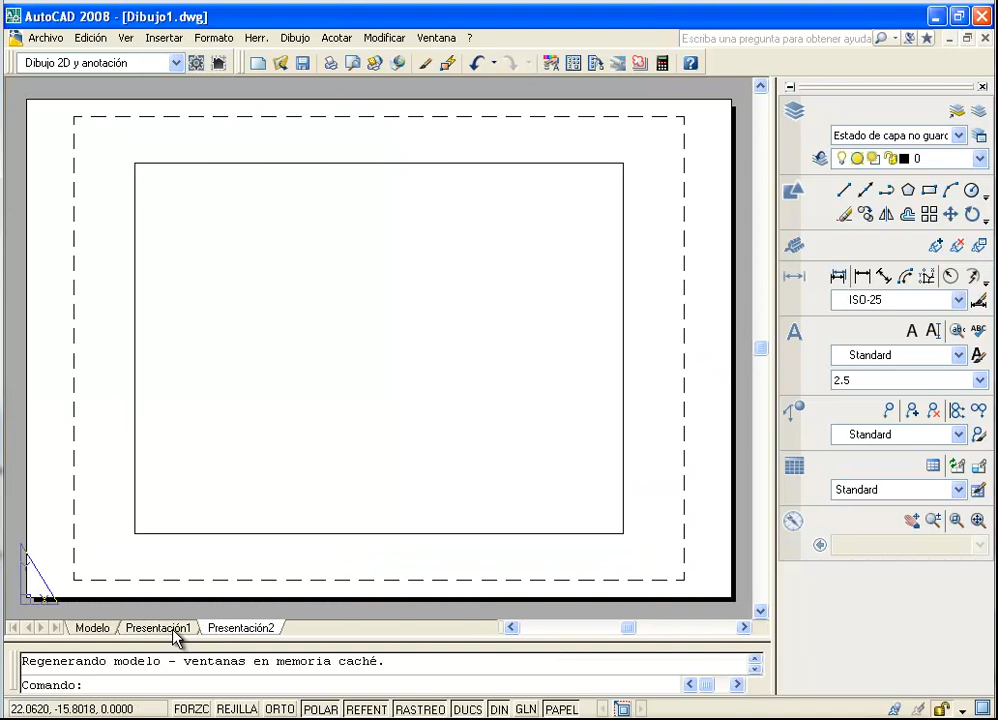 AutoCAD 2008 - [Dibujo1.dwg]
Archivo Edición Ver Insertar Formato Herr. Dibujo Acotar Modificar Ventana ? Escriba una pregunta para obtener ayuda
Dibujo 2D y anotación
Estado de capa no guarc
0
ISO-25
A A
Standard
2.5
Standard
Standard
Modelo Presentación1 Presentación2
Regenerando modelo - ventanas en memoria caché.
Comando:
22.0620, -15.8018, 0.0000 FORZC REJILLA ORTO POLAR REFENT RASTREO DUCS DIN GLN PAPEL